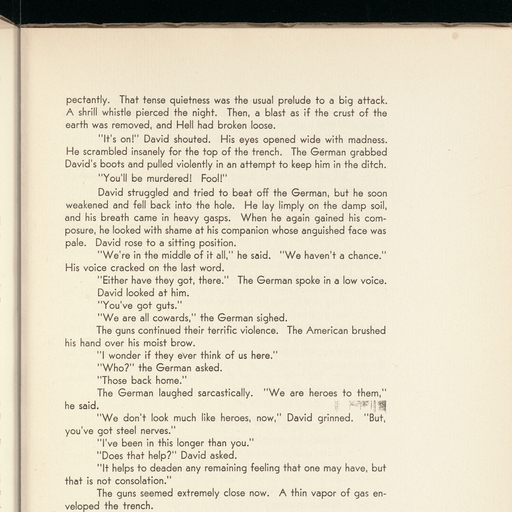 pectantly. That tense quietness was the usual prelude to a big attack.
A shrill whistle pierced the night. Then, a blast as if the crust of the
earth was removed, and Hell had broken loose.
"It's on!" David shouted. His eyes opened wide with madness.
He scrambled insanely for the top of the trench. The German grabbed
David's boots and pulled violently in an attempt to keep him in the ditch.
"You'll be murdered! Fool!"
David struggled and tried to beat off the German, but he soon
weakened and fell back into the hole. He lay limply on the damp soil,
and his breath came in heavy gasps. When he again gained his com-
posure, he looked with shame at his companion whose anguished face was
pale. David rose to a sitting position.
"We're in the middle of it all," he said. "We haven't a chance."
His voice cracked on the last word.
"Either have they got, there." The German spoke in a low voice.
David looked at him.
"You've got guts."
"We are all cowards," the German sighed.
The guns continued their terrific violence. The American brushed
his hand over his moist brow.
"I wonder if they ever think of us here."
"Who?" the German asked.
"Those back home."
The German laughed sarcastically. "We are heroes to them,"
he said.
"We don't look much like heroes, now," David grinned. "But,
you've got steel nerves."
"I've been in this longer than you."
"Does that help?" David asked.
"It helps to deaden any remaining feeling that one may have, but
that is not consolation."
The guns seemed extremely close now. A thin vapor of gas en-
veloped the trench.